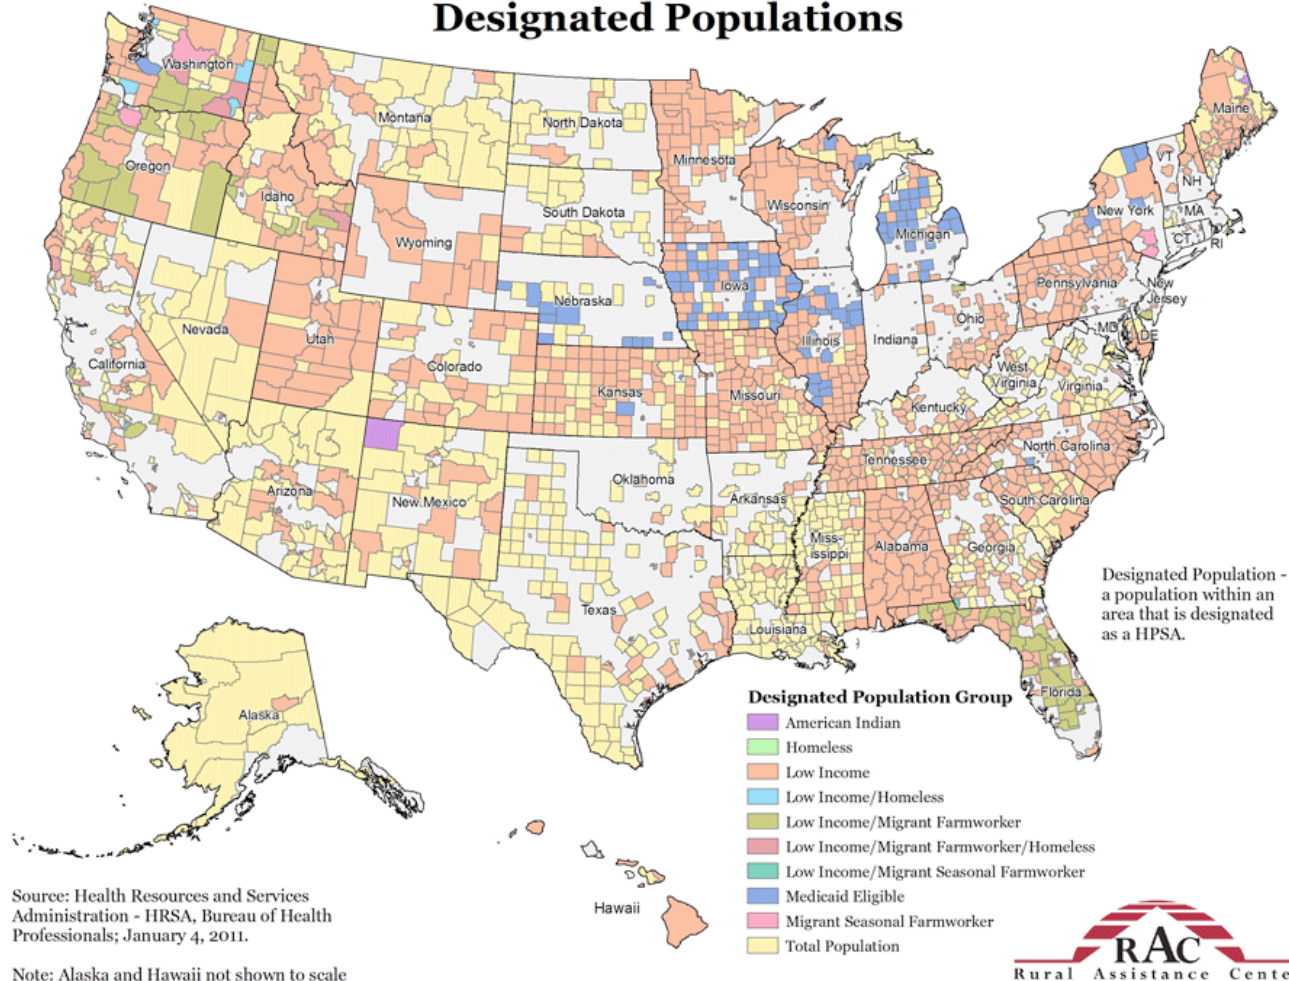 Designated Populations
Washington
Montana
North Dakota
Minnesota
Maine
Oregon
Idaho
South Dakota
Wisconsin
VT
NH
New York
MA
Michigan
CT
RI
Wyoming
Iowa
Nebraska
Pennsylvania
New
Jersey
Nevada
Utah
Colorado
Illinois
Indiana
Ohio
MD
DE
California
Kansas
Missouri
West
Virginia
Virginia
Kentucky
North Carolina
Tennessee
Oklahoma
Arizona
New Mexico
Arkansas
South Carolina
Miss-
issippi
Alabama
Georgia
Texas
Louisiana
Florida
Alaska
Hawaii
Designated Population -
a population within an
area that is designated
as a HPSA.
Designated Population Group
American Indian
Homeless
Low Income
Low Income/Homeless
Low Income/Migrant Farmworker
Low Income/Migrant Farmworker/Homeless
Low Income/Migrant Seasonal Farmworker
Medicaid Eligible
Migrant Seasonal Farmworker
Total Population
Source: Health Resources and Services
Administration - HRSA, Bureau of Health
Professionals; January 4, 2011.
Note: Alaska and Hawaii not shown to scale
RAC
Rural Assistance Cente